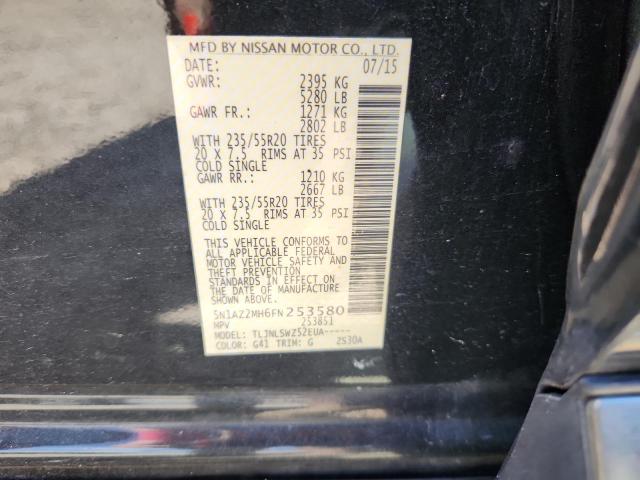 MFD BY NISSAN MOTOR CO., LTD.
DATE: 07/15
GVWR: 2395 KG
5280 LB
GAWR FR.: 1271 KG
2802 LB
WITH 235/55R20 TIRES
20 X 7.5 RIMS AT 35 PSI
COLD SINGLE
GAWR RR.: 1210 KG
2667 LB
WITH 235/55R20 TIRES
20 X 7.5 RIMS AT 35 PSI
COLD SINGLE
THIS VEHICLE CONFORMS TO
ALL APPLICABLE FEDERAL
MOTOR VEHICLE SAFETY AND
THEFT PREVENTION
STANDARDS IN EFFECT ON
THE DATE OF MANUFACTURE
SHOWN ABOVE.
5N1AZ2MH6FN253580
MPV 253851
MODEL: TLJNLSWZ52EUA-----
COLOR: G41 TRIM: G 2530A